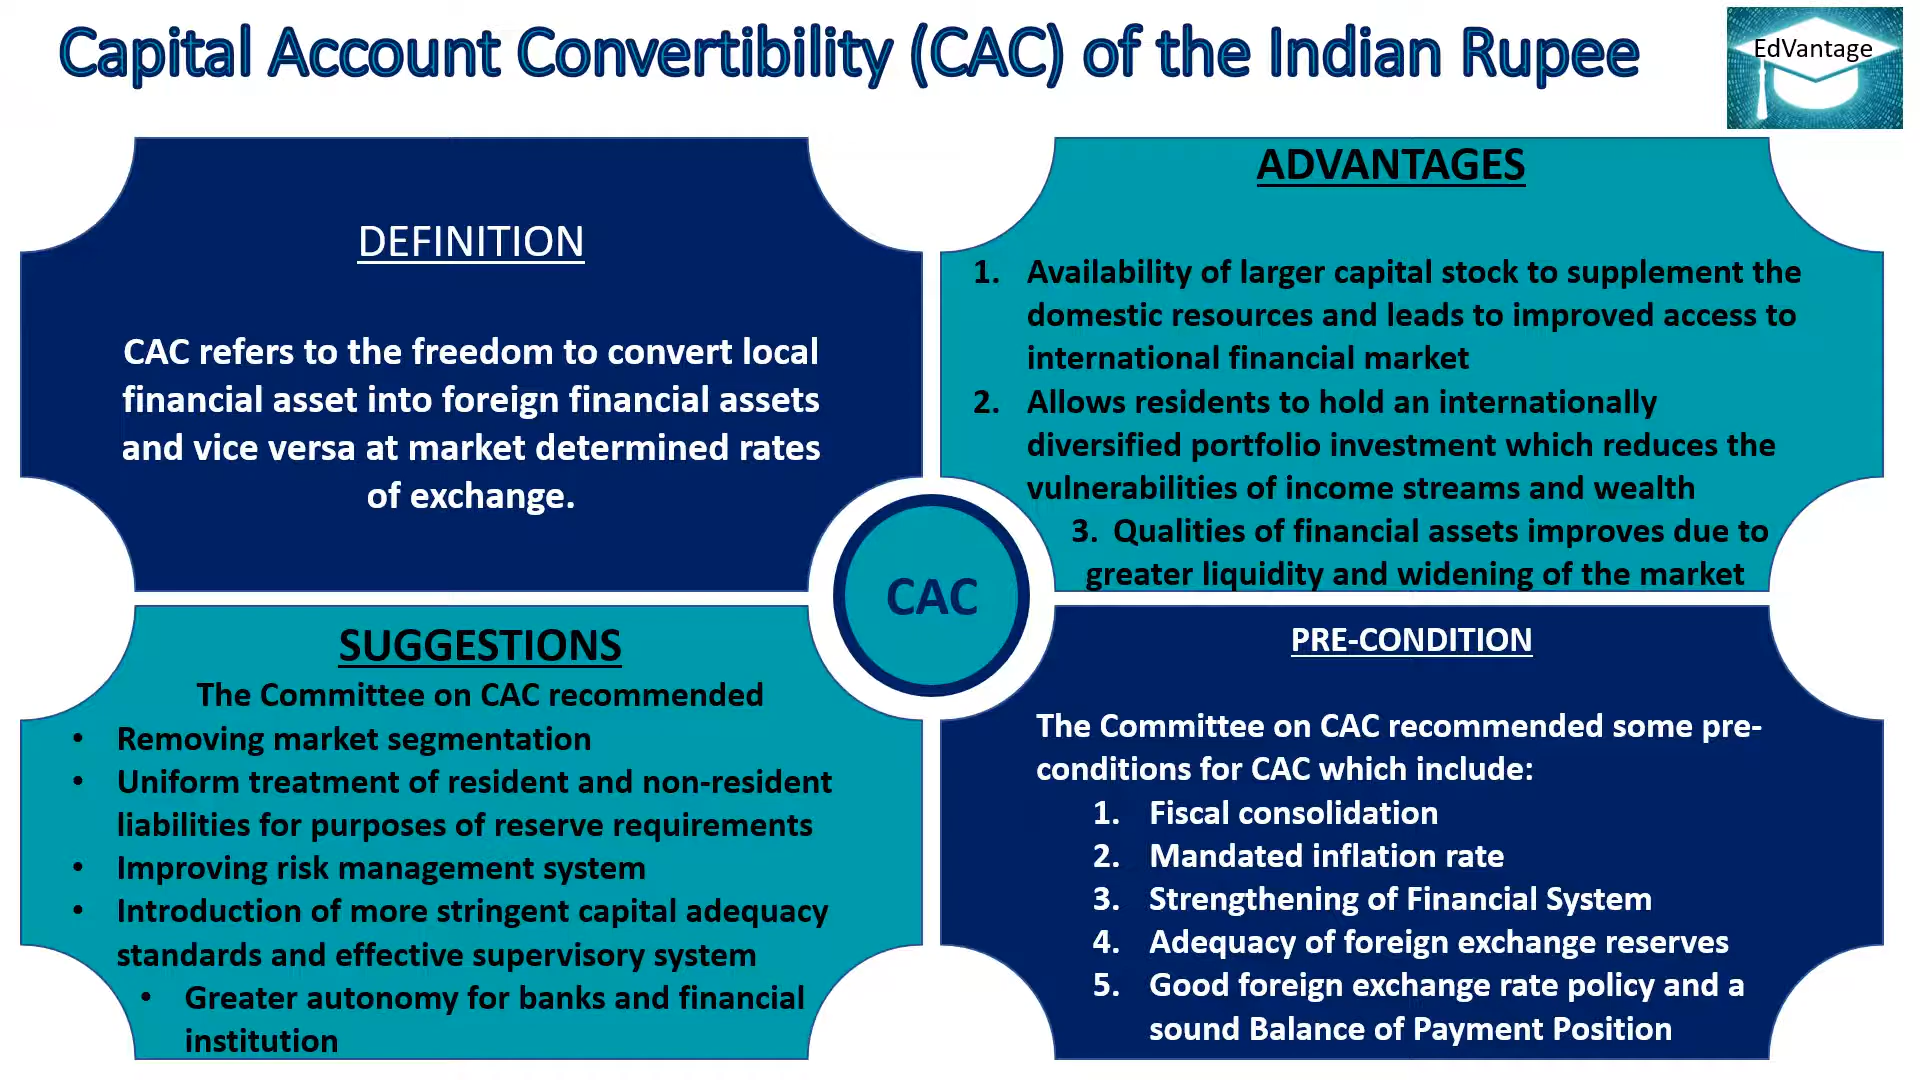 Capital Account Convertibility (CAC) of the Indian Rupee
EdVantage
DEFINITION
CAC refers to the freedom to convert local
financial asset into foreign financial assets
and vice versa at market determined rates
of exchange.
ADVANTAGES
1. Availability of larger capital stock to supplement the
domestic resources and leads to improved access to
international financial market
2. Allows residents to hold an internationally
diversified portfolio investment which reduces the
vulnerabilities of income streams and wealth
3. Qualities of financial assets improves due to
greater liquidity and widening of the market
CAC
SUGGESTIONS
The Committee on CAC recommended
• Removing market segmentation
• Uniform treatment of resident and non-resident
liabilities for purposes of reserve requirements
• Improving risk management system
• Introduction of more stringent capital adequacy
standards and effective supervisory system
• Greater autonomy for banks and financial
institution
PRE-CONDITION
The Committee on CAC recommended some pre-
conditions for CAC which include:
1. Fiscal consolidation
2. Mandated inflation rate
3. Strengthening of Financial System
4. Adequacy of foreign exchange reserves
5. Good foreign exchange rate policy and a
sound Balance of Payment Position